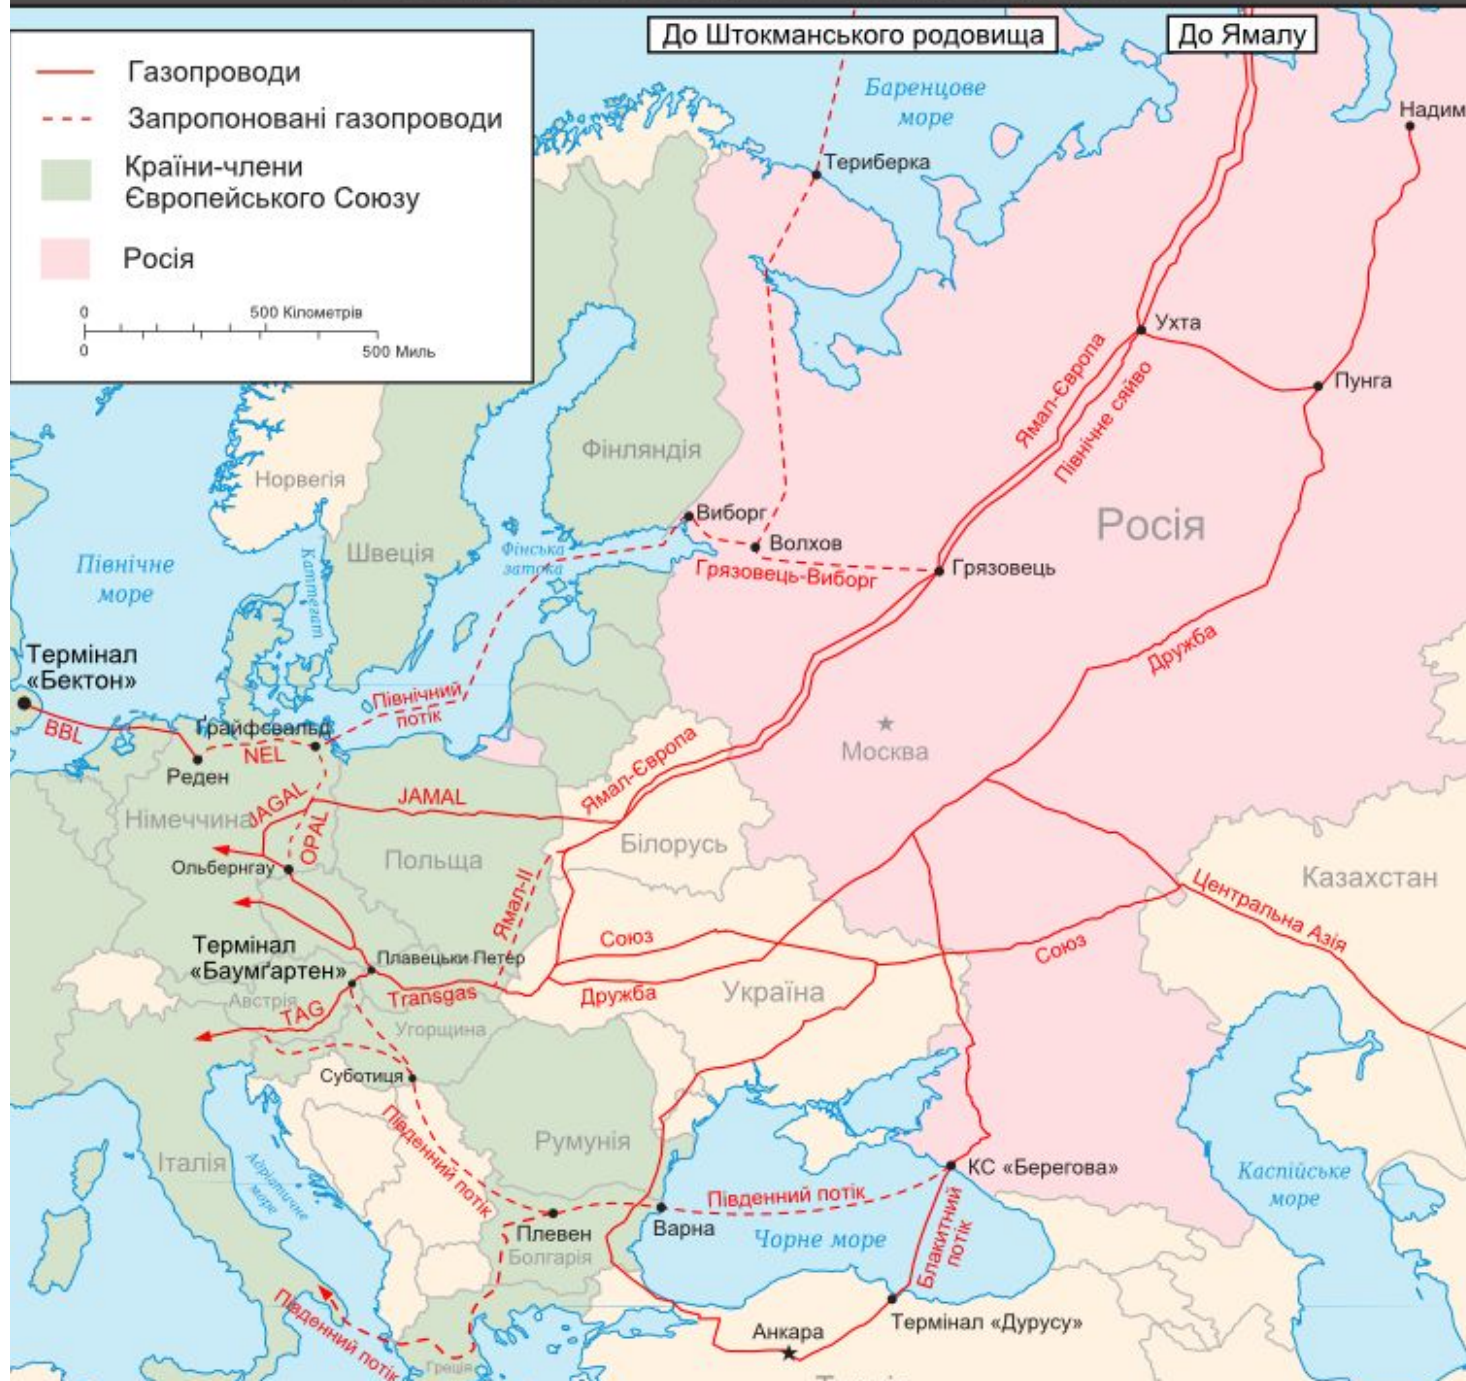 До Штокманського родовища
До Ямалу
Газопроводи
Запропоновані газопроводи
Країни-члени
Європейського Союзу
Росія
0
500 Кілометрів
0
500 Миль
Баренцове
море
Надим
Териберка
Ухта
Пунга
Ямал-Європа
Північне сяйво
Фінляндія
Норвегія
Росія
Виборг
Волхов
Швеція
Фінська
затока
Каттегат
Північне
море
Грязовець-Виборг
Грязовець
Дружба
Термінал
«Бектон»
Північний
потік
BBL
Ґрайфсвальд
NEL
Реден
Москва
Ямал-Європа
JAGAL
JAMAL
Німеччина
OPAL
Польща
Білорусь
Ольбернгау
Казахстан
Центральна Азія
Ямал-II
Союз
Союз
Термінал
«Баумґартен»
Плавецьки Петер
Transgas
Дружба
Україна
Австрія
TAG
Угорщина
Суботиця
Південний потік
Румунія
Італія
Адріатичне
море
КС «Берегова»
Каспійське
море
Південний потік
Варна
Плевен
Болгарія
Чорне море
Блакитний
потік
Південний потік
Анкара
Термінал «Дурусу»
Греція